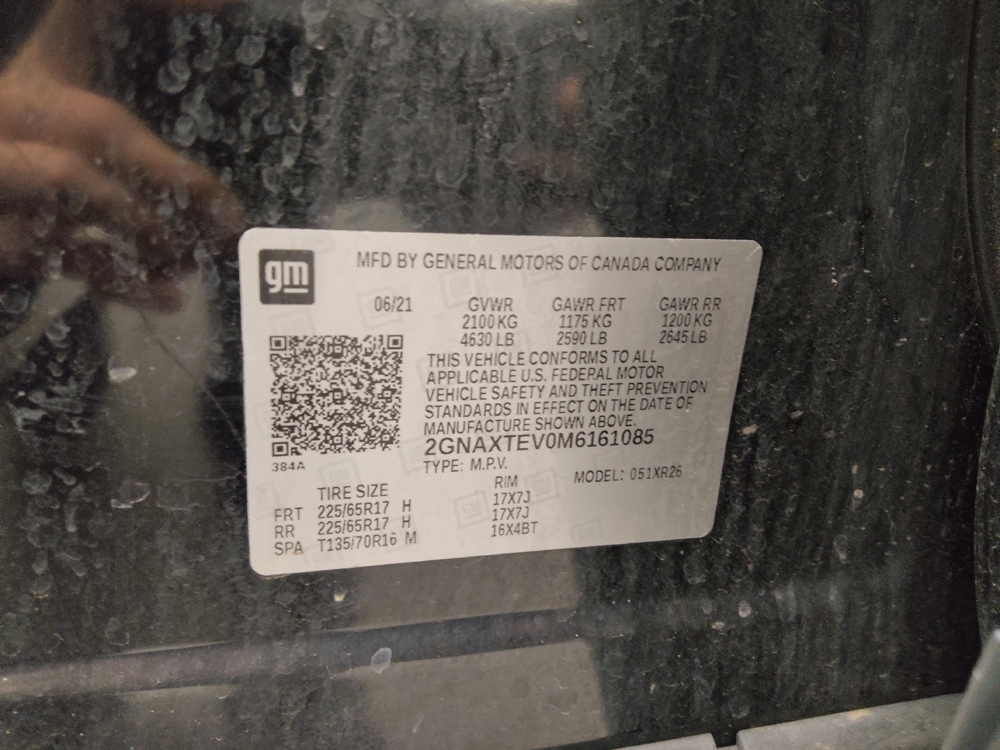 gm
MFD BY GENERAL MOTORS OF CANADA COMPANY
06/21 GVWR GAWR FRT GAWR RR
2100 KG 1175 KG 1200 KG
4630 LB 2590 LB 2645 LB
THIS VEHICLE CONFORMS TO ALL
APPLICABLE U.S. FEDERAL MOTOR
VEHICLE SAFETY AND THEFT PREVENTION
STANDARDS IN EFFECT ON THE DATE OF
MANUFACTURE SHOWN ABOVE.
2GNAXTEV0M6161085
384A
TYPE: M.P.V. MODEL: 051XR26
TIRE SIZE RIM
FRT 225/65R17 H 17X7J
RR 225/65R17 H 17X7J
SPA T135/70R16 M 16X4BT